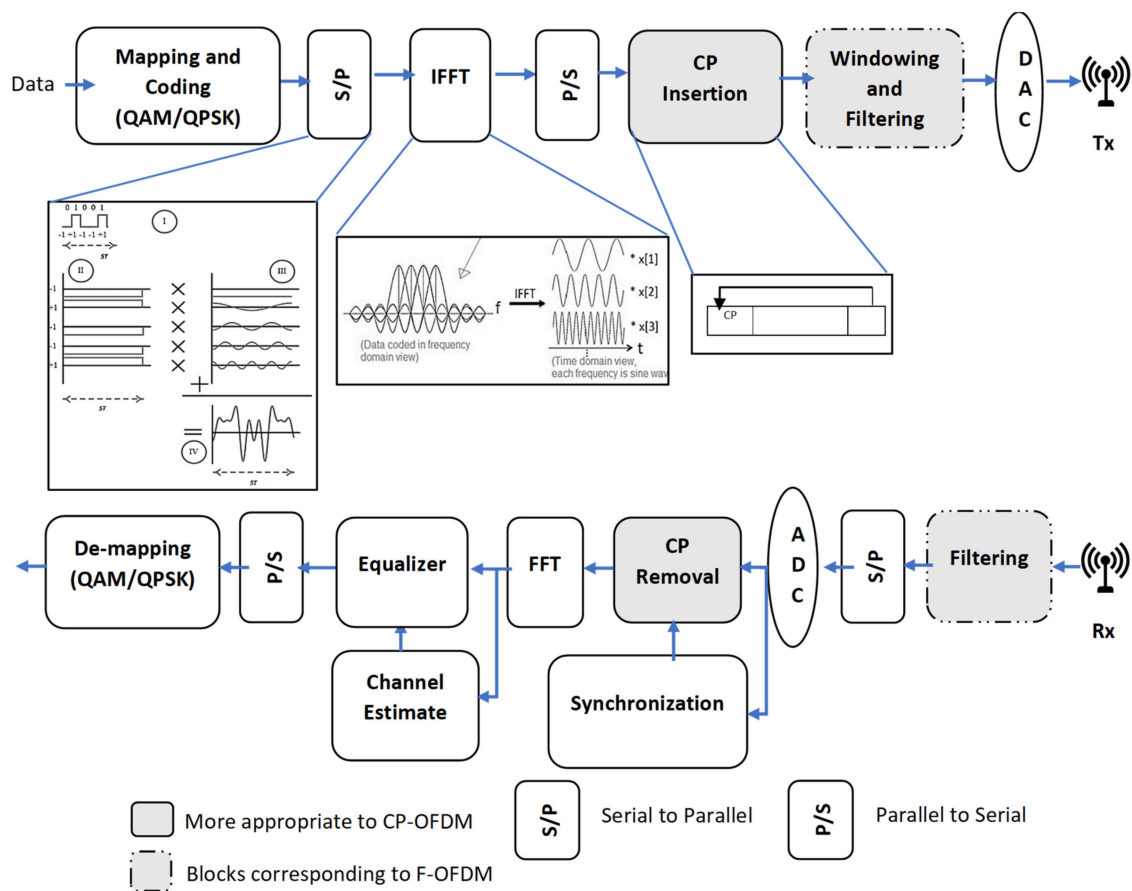 Data
Mapping and
Coding
(QAM/QPSK)
S/P
IFFT
P/S
CP
Insertion
Windowing
and
Filtering
D
A
C
Tx
0 1 0 0 1
I
-1 +1 -1 -1 +1
ST
II
III
-1
+1
-1
-1
+1
ST
IV
ST
f
IFFT
(Data coded in frequency
domain view)
* x[1]
* x[2]
* x[3]
t
(Time domain view,
each frequency is sine wav
CP
De-mapping
(QAM/QPSK)
P/S
Equalizer
FFT
CP
Removal
A
D
C
S/P
Filtering
Rx
Channel
Estimate
Synchronization
More appropriate to CP-OFDM
S/P
Serial to Parallel
P/S
Parallel to Serial
Blocks corresponding to F-OFDM